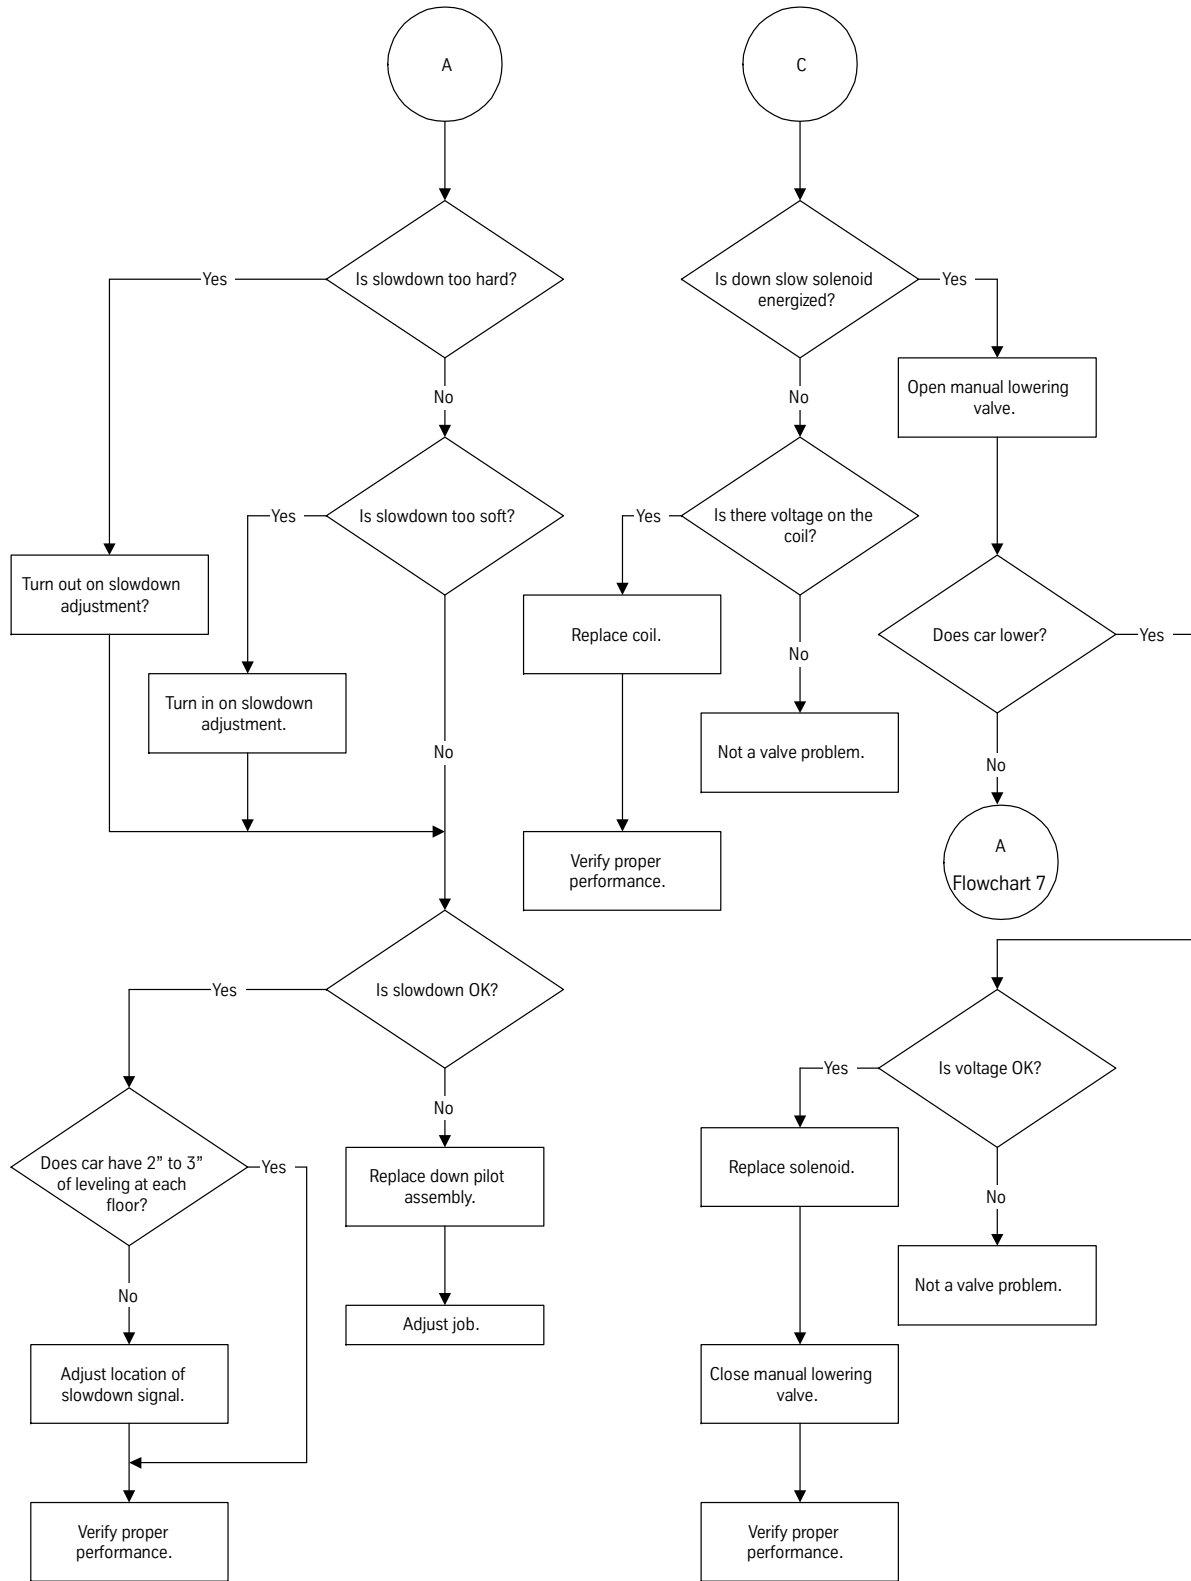 A
Is slowdown too hard?
Yes
No
Is slowdown too soft?
Yes
Turn out on slowdown
adjustment?
Turn in on slowdown
adjustment.
No
Is slowdown OK?
Yes
No
Does car have 2” to 3”
of leveling at each
floor?
Yes
No
Replace down pilot
assembly.
Adjust job.
Adjust location of
slowdown signal.
Verify proper
performance.
C
Is down slow solenoid
energized?
Yes
No
Open manual lowering
valve.
Is there voltage on the
coil?
Yes
No
Replace coil.
Verify proper
performance.
Not a valve problem.
Does car lower?
Yes
No
A
Flowchart 7
Is voltage OK?
Yes
No
Replace solenoid.
Not a valve problem.
Close manual lowering
valve.
Verify proper
performance.